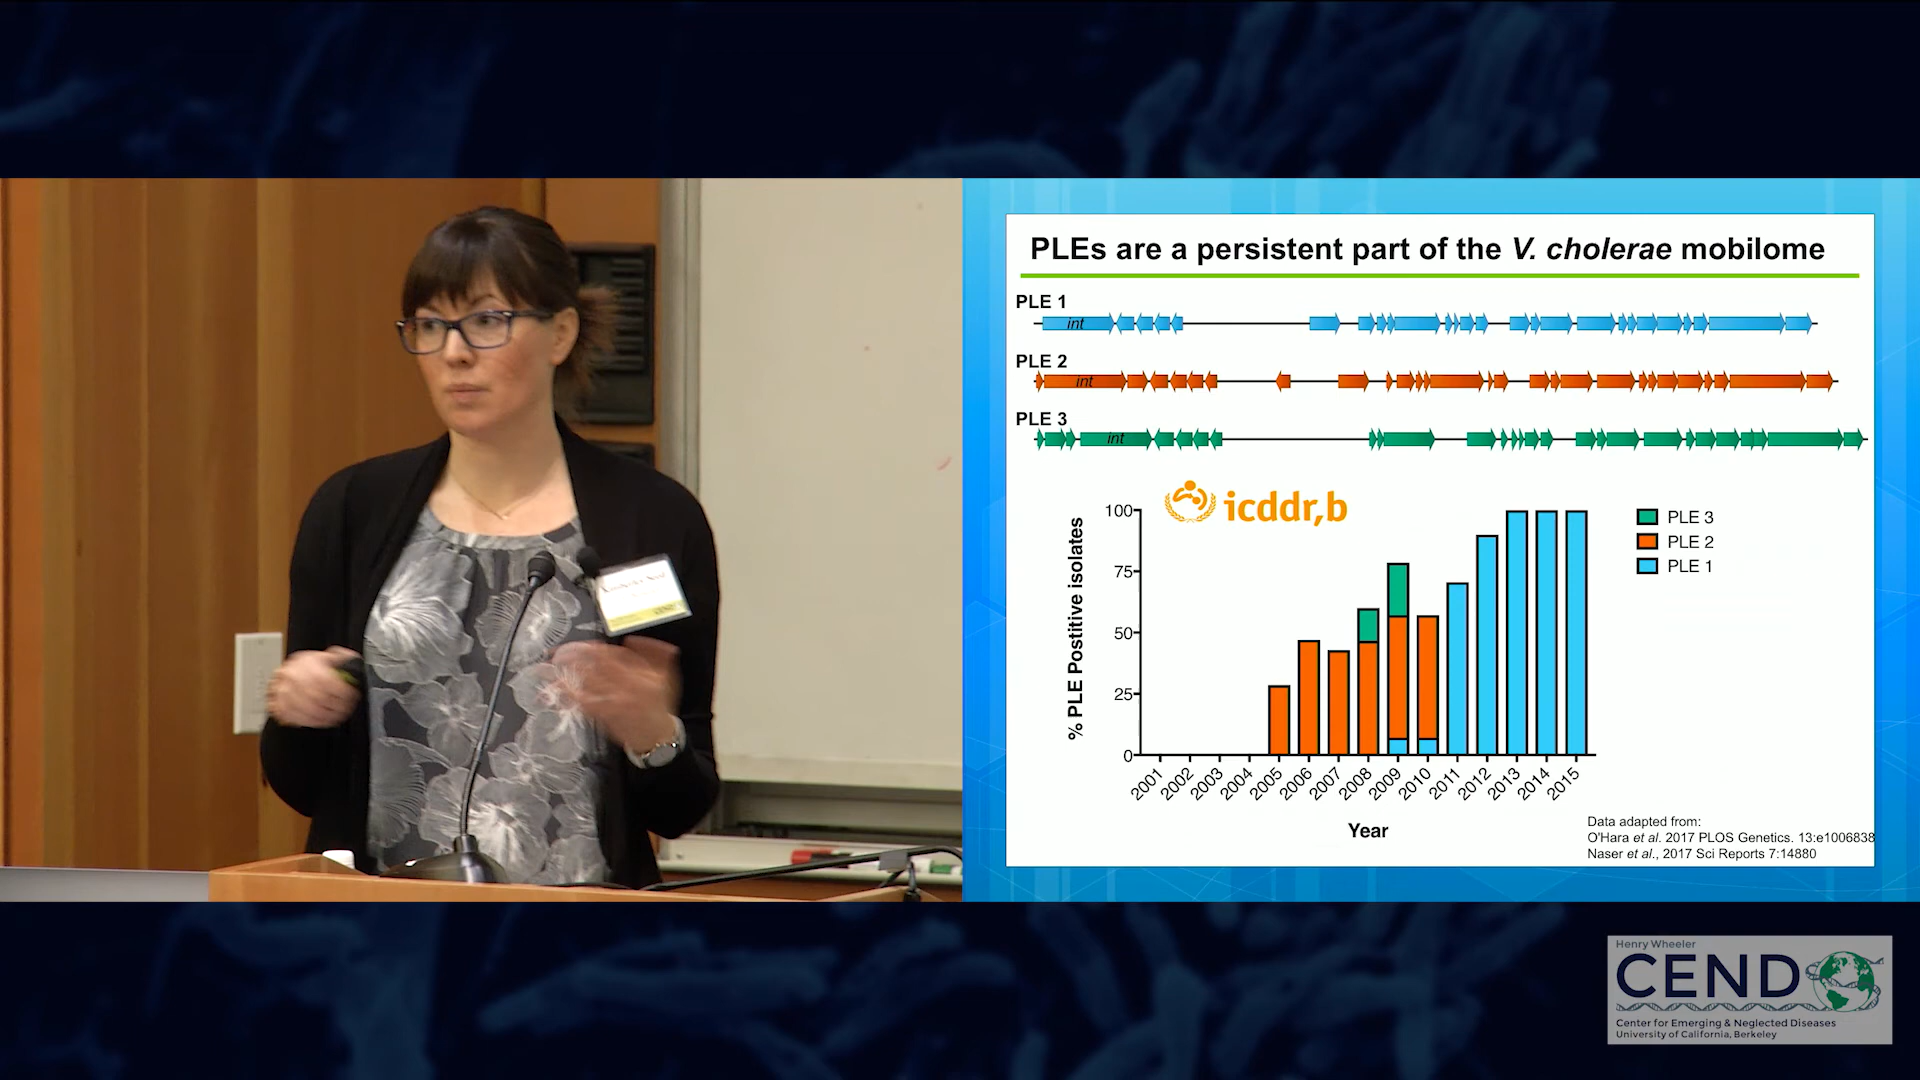 PLEs are a persistent part of the V. cholerae mobilome
PLE 1
int
PLE 2
int
PLE 3
int
icddr,b
% PLE Postitive isolates
100
75
50
25
0
2001
2002
2003
2004
2005
2006
2007
2008
2009
2010
2011
2012
2013
2014
2015
Year
PLE 3
PLE 2
PLE 1
Data adapted from:
O'Hara et al. 2017 PLOS Genetics. 13:e1006838
Naser et al., 2017 Sci Reports 7:14880
Henry Wheeler
CEND
Center for Emerging & Neglected Diseases
University of California, Berkeley